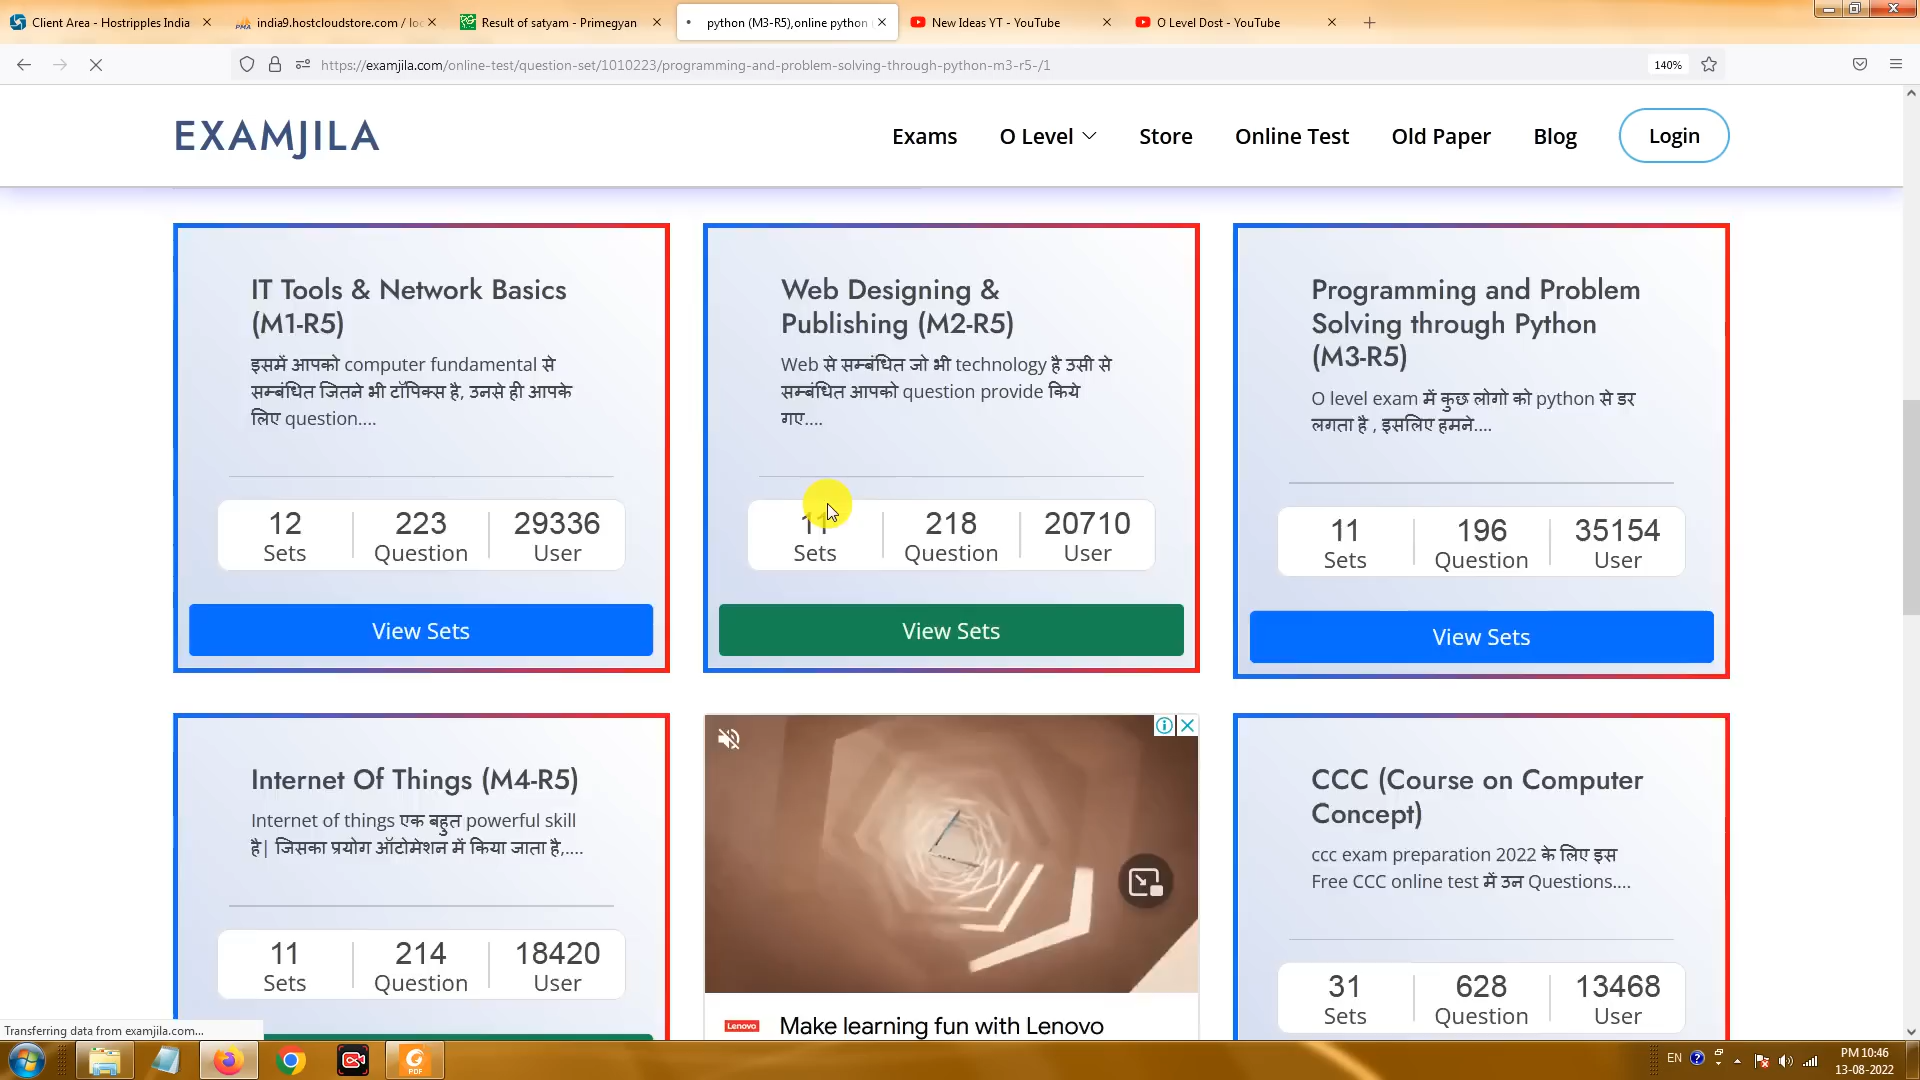 Client Area - Hostripples India
india9.hostcloudstore.com / loc
Result of satyam - Primegyan
python (M3-R5),online python
New Ideas YT - YouTube
O Level Dost - YouTube
https://examjila.com/online-test/question-set/1010223/programming-and-problem-solving-through-python-m3-r5-/1
140%
EXAMJILA
Exams
O Level
Store
Online Test
Old Paper
Blog
Login
IT Tools & Network Basics
(M1-R5)
इसमें आपको computer fundamental से
सम्बंधित जितने भी टॉपिक्स है, उनसे ही आपके
लिए question....
12
Sets
223
Question
29336
User
View Sets
Web Designing &
Publishing (M2-R5)
Web से सम्बंधित जो भी technology है उसी से
सम्बंधित आपको question provide किये
गए....
11
Sets
218
Question
20710
User
View Sets
Programming and Problem
Solving through Python
(M3-R5)
O level exam में कुछ लोगो को python से डर
लगता है , इसलिए हमने....
11
Sets
196
Question
35154
User
View Sets
Internet Of Things (M4-R5)
Internet of things एक बहुत powerful skill
है| जिसका प्रयोग ऑटोमेशन में किया जाता है,....
11
Sets
214
Question
18420
User
Lenovo
Make learning fun with Lenovo
CCC (Course on Computer
Concept)
ccc exam preparation 2022 के लिए इस
Free CCC online test में उन Questions....
31
Sets
628
Question
13468
User
Transferring data from examjila.com...
PDF
EN
PM 10:46
13-08-2022